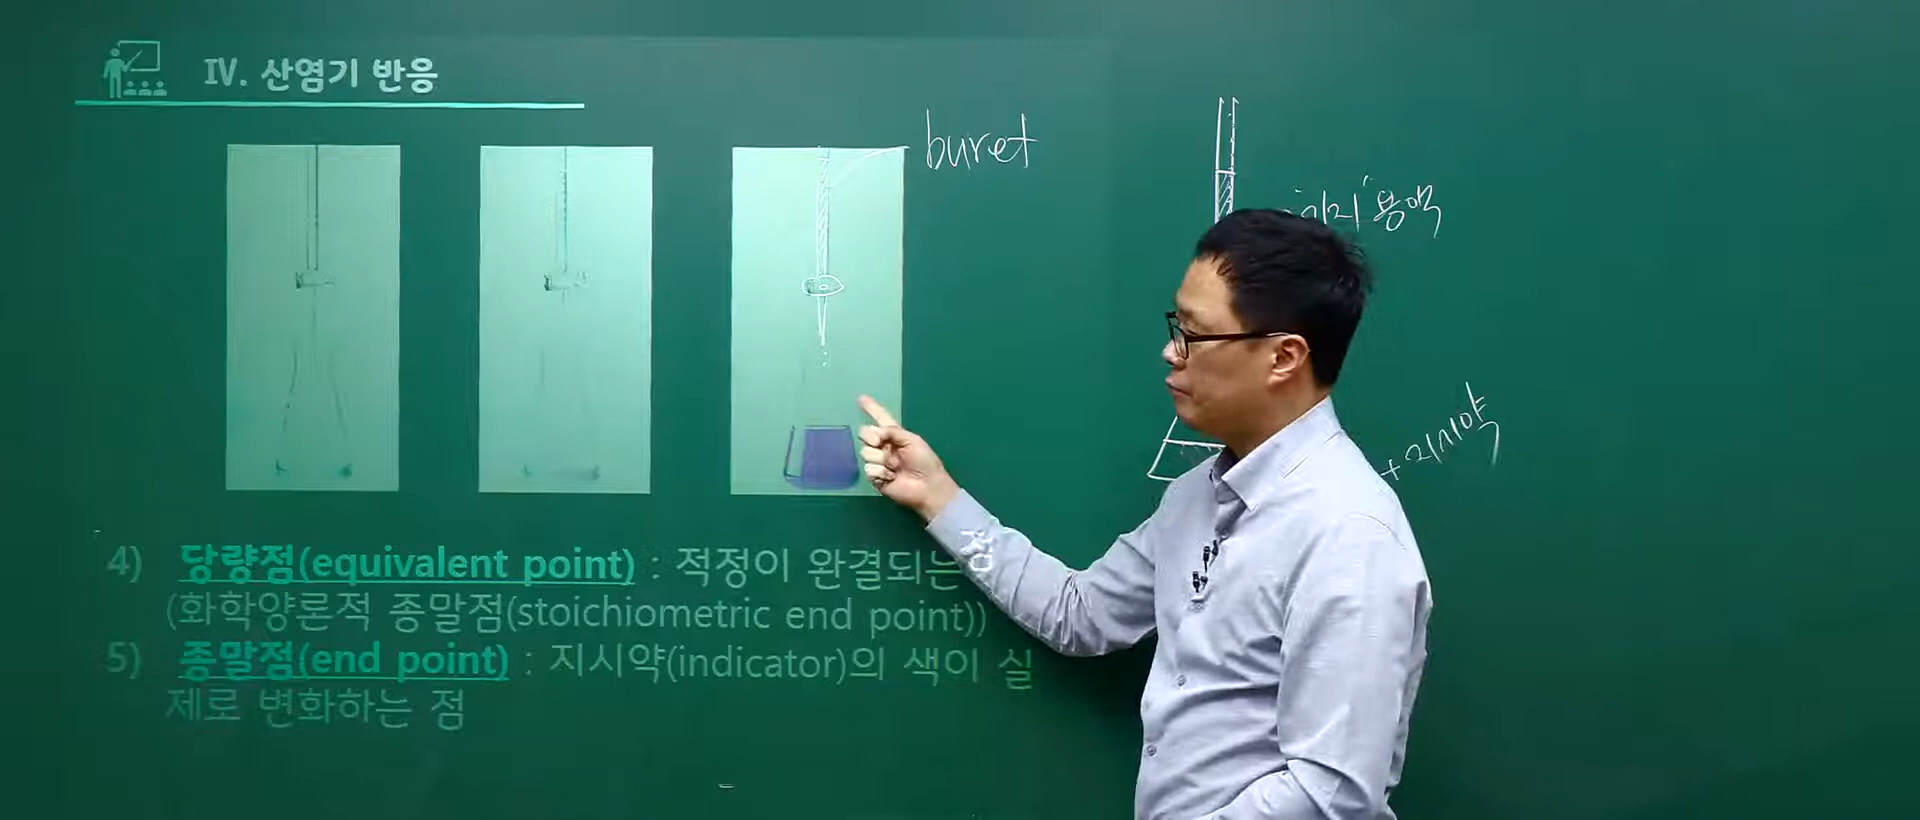 IV. 산염기 반응
buret
"기지" 용액
+ 지시약
4) 당량점(equivalent point) : 적정이 완결되는 점
(화학양론적 종말점(stoichiometric end point))
5) 종말점(end point) : 지시약(indicator)의 색이 실
제로 변화하는 점